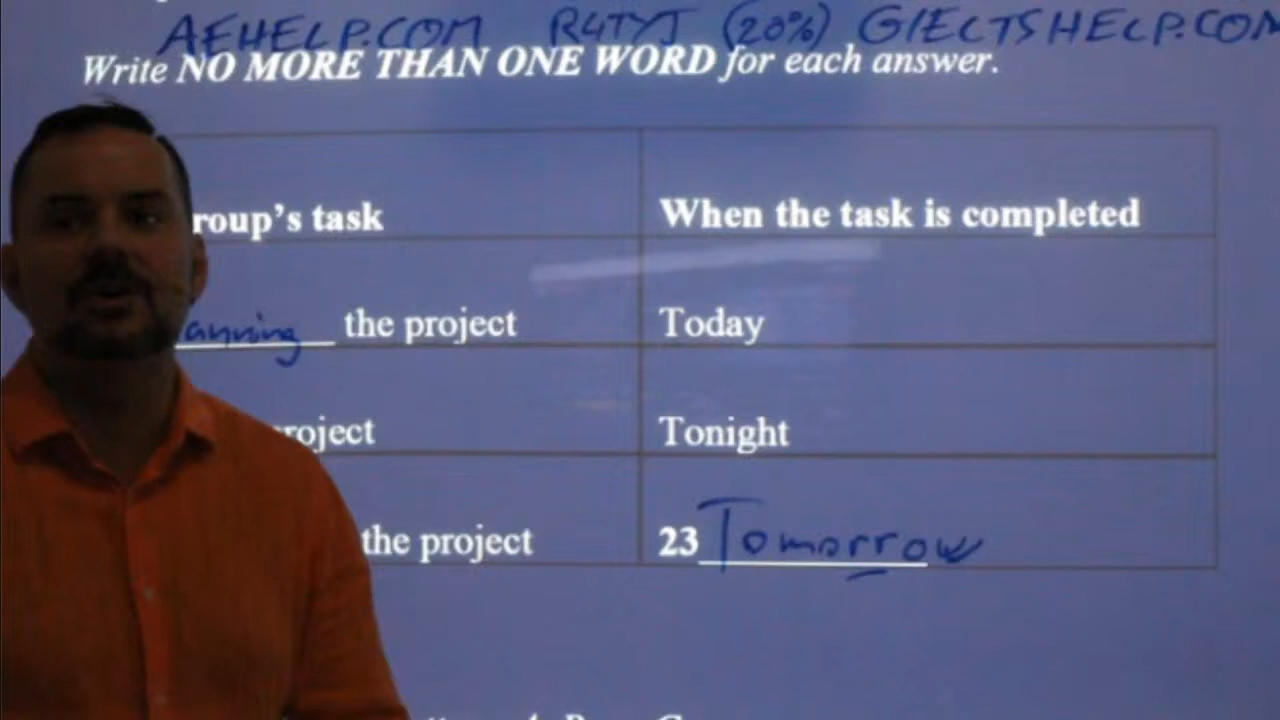 AEHELP.COM R4TYJ (20%) GIELTSHELP.COM
Write NO MORE THAN ONE WORD for each answer.
roup's task When the task is completed
anning the project Today
roject Tonight
the project 23 Tomorrow